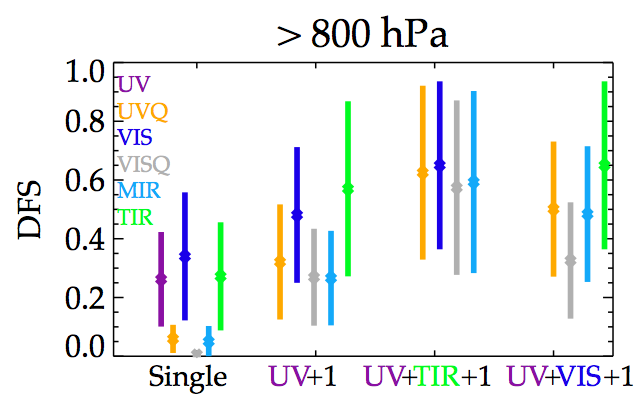 > 800 hPa
1.0
0.8
0.6
0.4
0.2
0.0
DFS
UV
UVQ
VIS
VISQ
MIR
TIR
Single UV+1 UV+TIR+1 UV+VIS+1